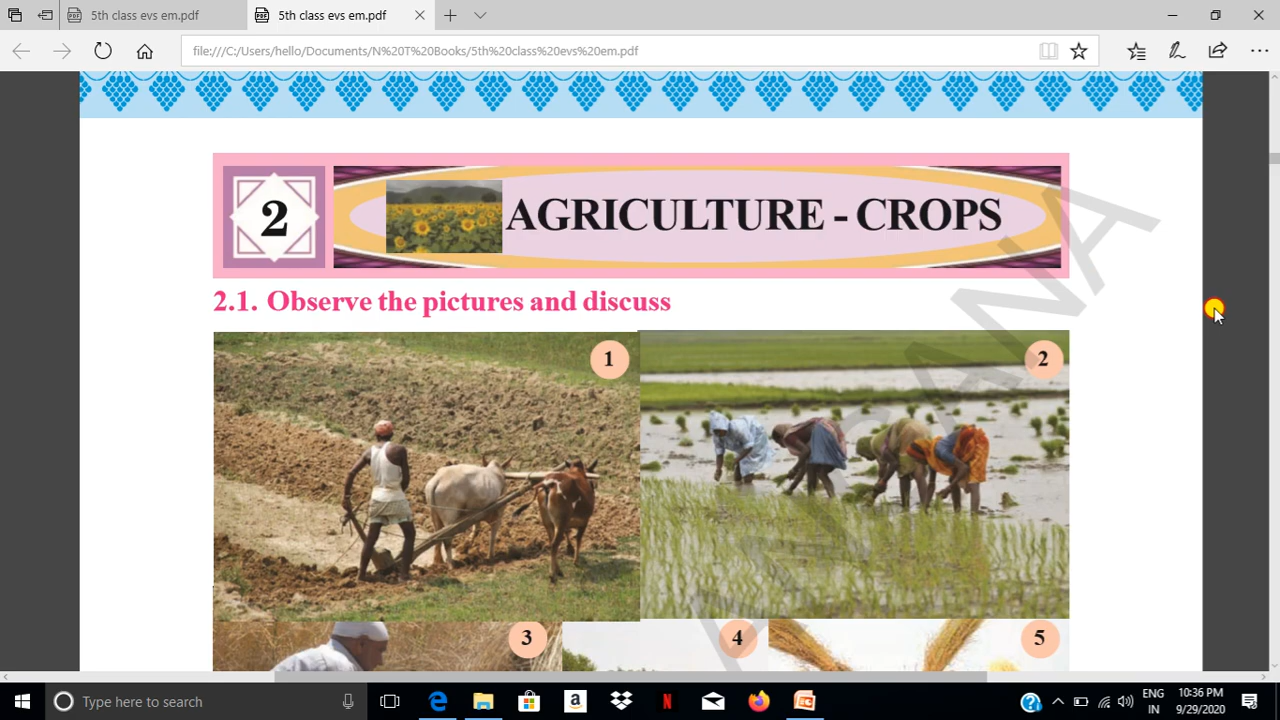 5th class evs em.pdf
5th class evs em.pdf
file:///C:/Users/hello/Documents/N%20T%20Books/5th%20class%20evs%20em.pdf
2
AGRICULTURE - CROPS
2.1. Observe the pictures and discuss
1
2
3
4
5
Type here to search
ENG
IN
10:36 PM
9/29/2020